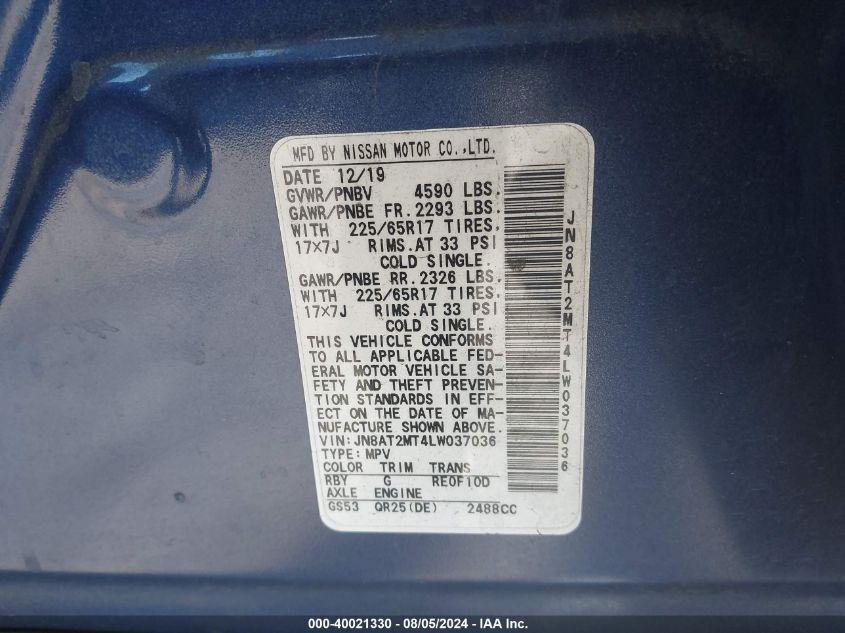 MFD BY NISSAN MOTOR CO.,LTD.
DATE 12/19
GVWR/PNBV 4590 LBS.
GAWR/PNBE FR.2293 LBS.
WITH 225/65R17 TIRES.
17×7J RIMS.AT 33 PSI
COLD SINGLE.
GAWR/PNBE RR.2326 LBS.
WITH 225/65R17 TIRES.
17×7J RIMS.AT 33 PSI
COLD SINGLE.
THIS VEHICLE CONFORMS
TO ALL APPLICABLE FED-
ERAL MOTOR VEHICLE SA-
FETY AND THEFT PREVEN-
TION STANDARDS IN EFF-
ECT ON THE DATE OF MA-
NUFACTURE SHOWN ABOVE.
VIN:JN8AT2MT4LW037036
TYPE:MPV
COLOR TRIM TRANS
RBY G RE0F10D
AXLE ENGINE
GS53 QR25(DE) 2488CC
JN8AT2MT4LW037036
000-40021330 - 08/05/2024 - IAA Inc.